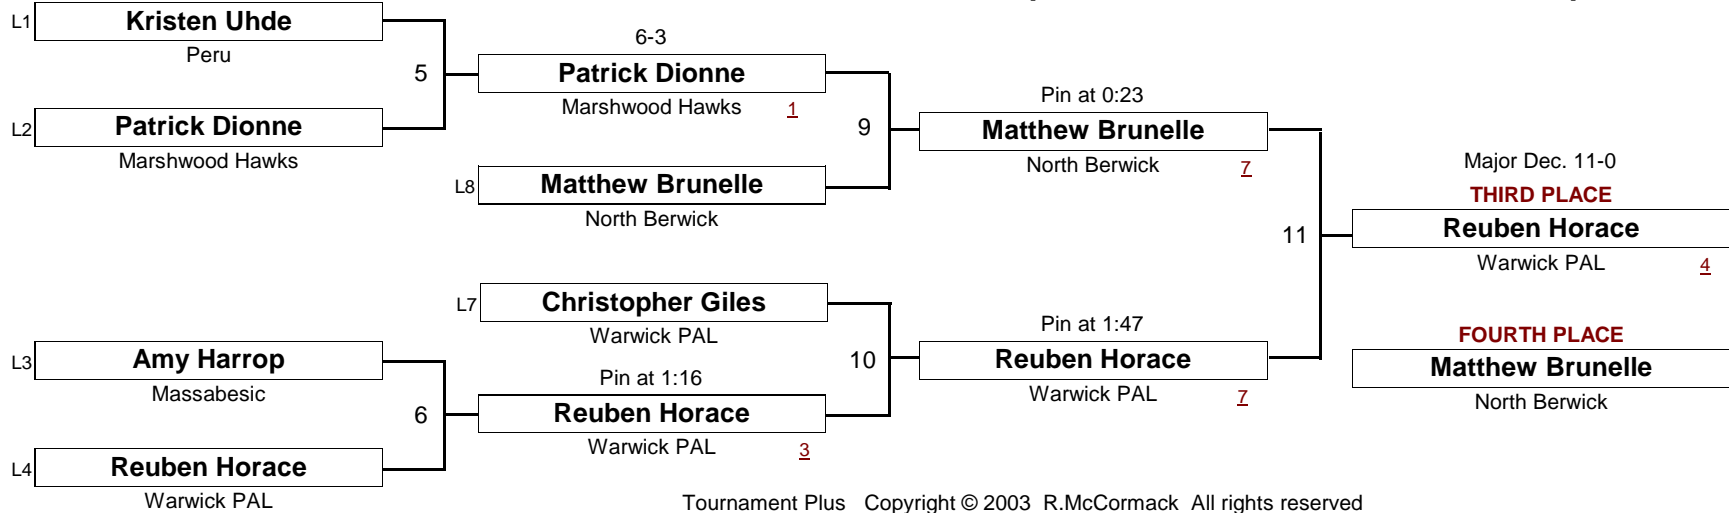 L1 Kristen Uhde
Peru
5
L2 Patrick Dionne
Marshwood Hawks
6-3
Patrick Dionne
Marshwood Hawks 1
9
L8 Matthew Brunelle
North Berwick
Pin at 0:23
Matthew Brunelle
North Berwick 7
L3 Amy Harrop
Massabesic
6
L4 Reuben Horace
Warwick PAL
L7 Christopher Giles
Warwick PAL
10
Pin at 1:16
Reuben Horace
Warwick PAL 3
Pin at 1:47
Reuben Horace
Warwick PAL 7
11
Major Dec. 11-0
THIRD PLACE
Reuben Horace
Warwick PAL 4
FOURTH PLACE
Matthew Brunelle
North Berwick
Tournament Plus Copyright © 2003 R.McCormack All rights reserved